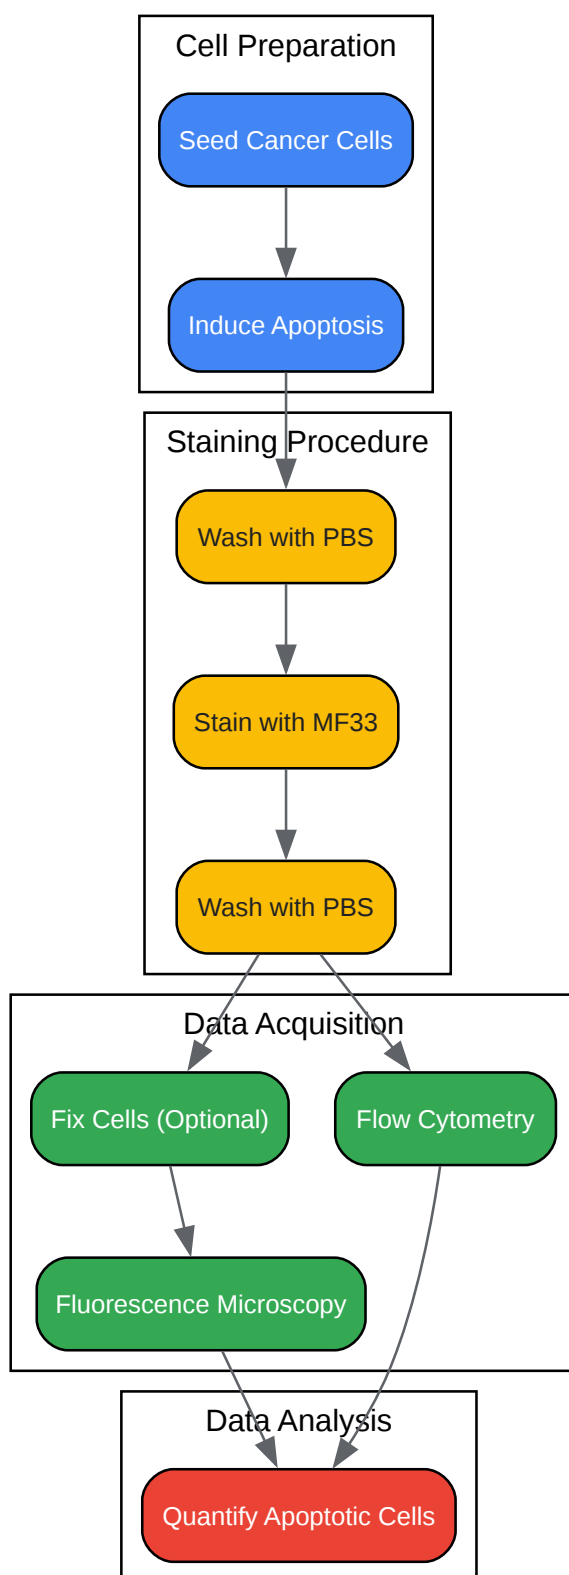 Cell Preparation
Seed Cancer Cells
Induce Apoptosis
Staining Procedure
Wash with PBS
Stain with MF33
Wash with PBS
Data Acquisition
Fix Cells (Optional)
Flow Cytometry
Fluorescence Microscopy
Data Analysis
Quantify Apoptotic Cells